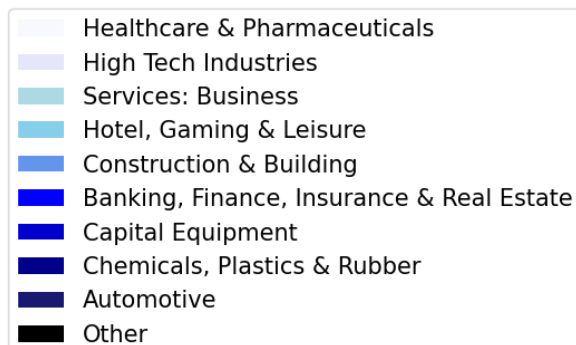 Healthcare & Pharmaceuticals
High Tech Industries
Services: Business
Hotel, Gaming & Leisure
Construction & Building
Banking, Finance, Insurance & Real Estate
Capital Equipment
Chemicals, Plastics & Rubber
Automotive
Other